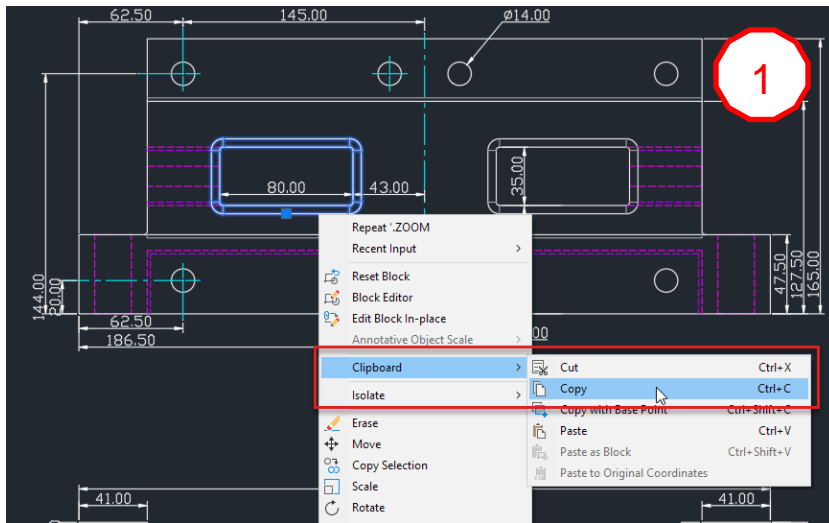 62.50
145.00
ø14.00
1
35.00
80.00
43.00
Repeat '.ZOOM
Recent Input
Reset Block
Block Editor
Edit Block In-place
Annotative Object Scale
Clipboard
Isolate
Erase
Move
Copy Selection
Scale
Rotate
Cut Ctrl+X
Copy Ctrl+C
Copy with Base Point Ctrl+Shift+C
Paste Ctrl+V
Paste as Block Ctrl+Shift+V
Paste to Original Coordinates
144.00
20.00
62.50
186.50
47.50
127.50
165.00
41.00
41.00